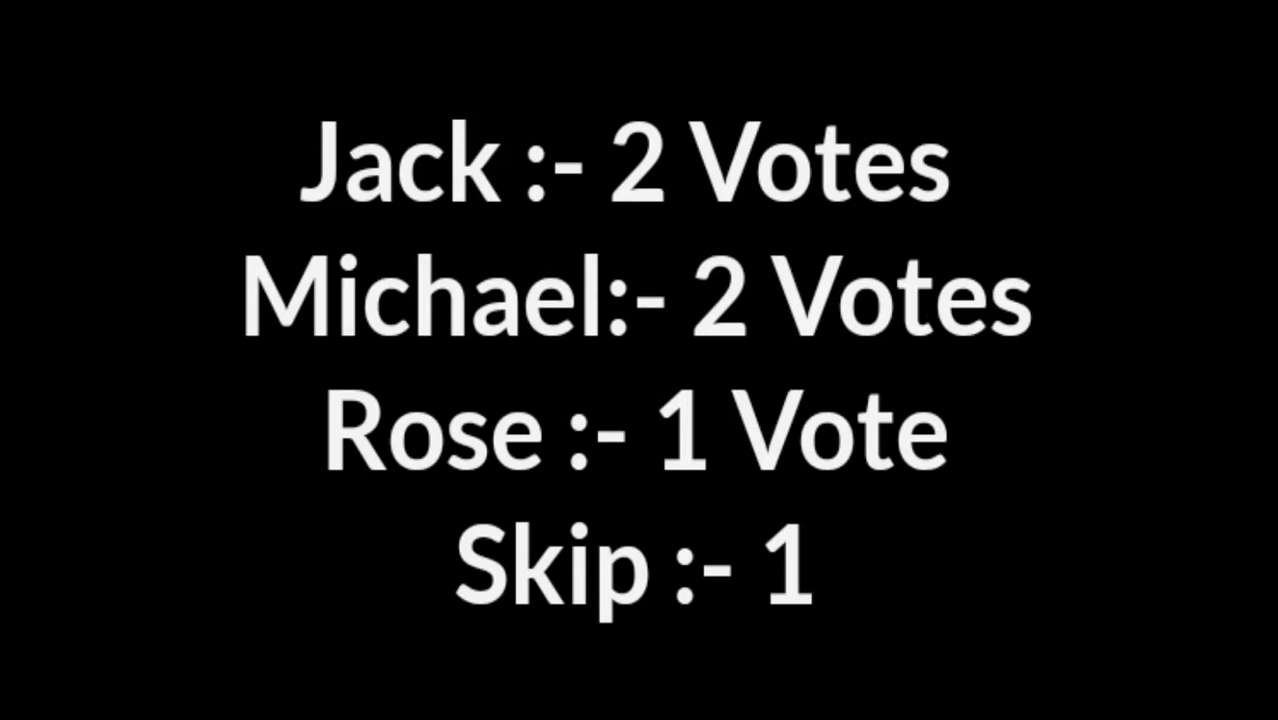 Jack :- 2 Votes
Michael:- 2 Votes
Rose :- 1 Vote
Skip :- 1